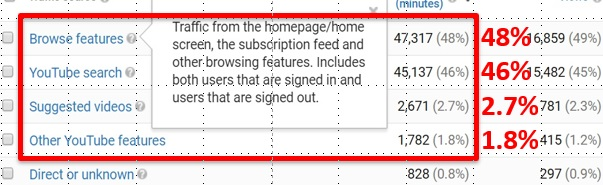 (minutes)
Browse features ?
Traffic from the homepage/home
screen, the subscription feed and
other browsing features. Includes
both users that are signed in and
users that are signed out.
47,317 (48%) 48% 16,859 (49%)
YouTube search ? 45,137 (46%) 46% 15,482 (45%)
Suggested videos ? 2,671 (2.7%) 2.7% 781 (2.3%)
Other YouTube features 1,782 (1.8%) 1.8% 415 (1.2%)
Direct or unknown ? 828 (0.8%) 297 (0.9%)